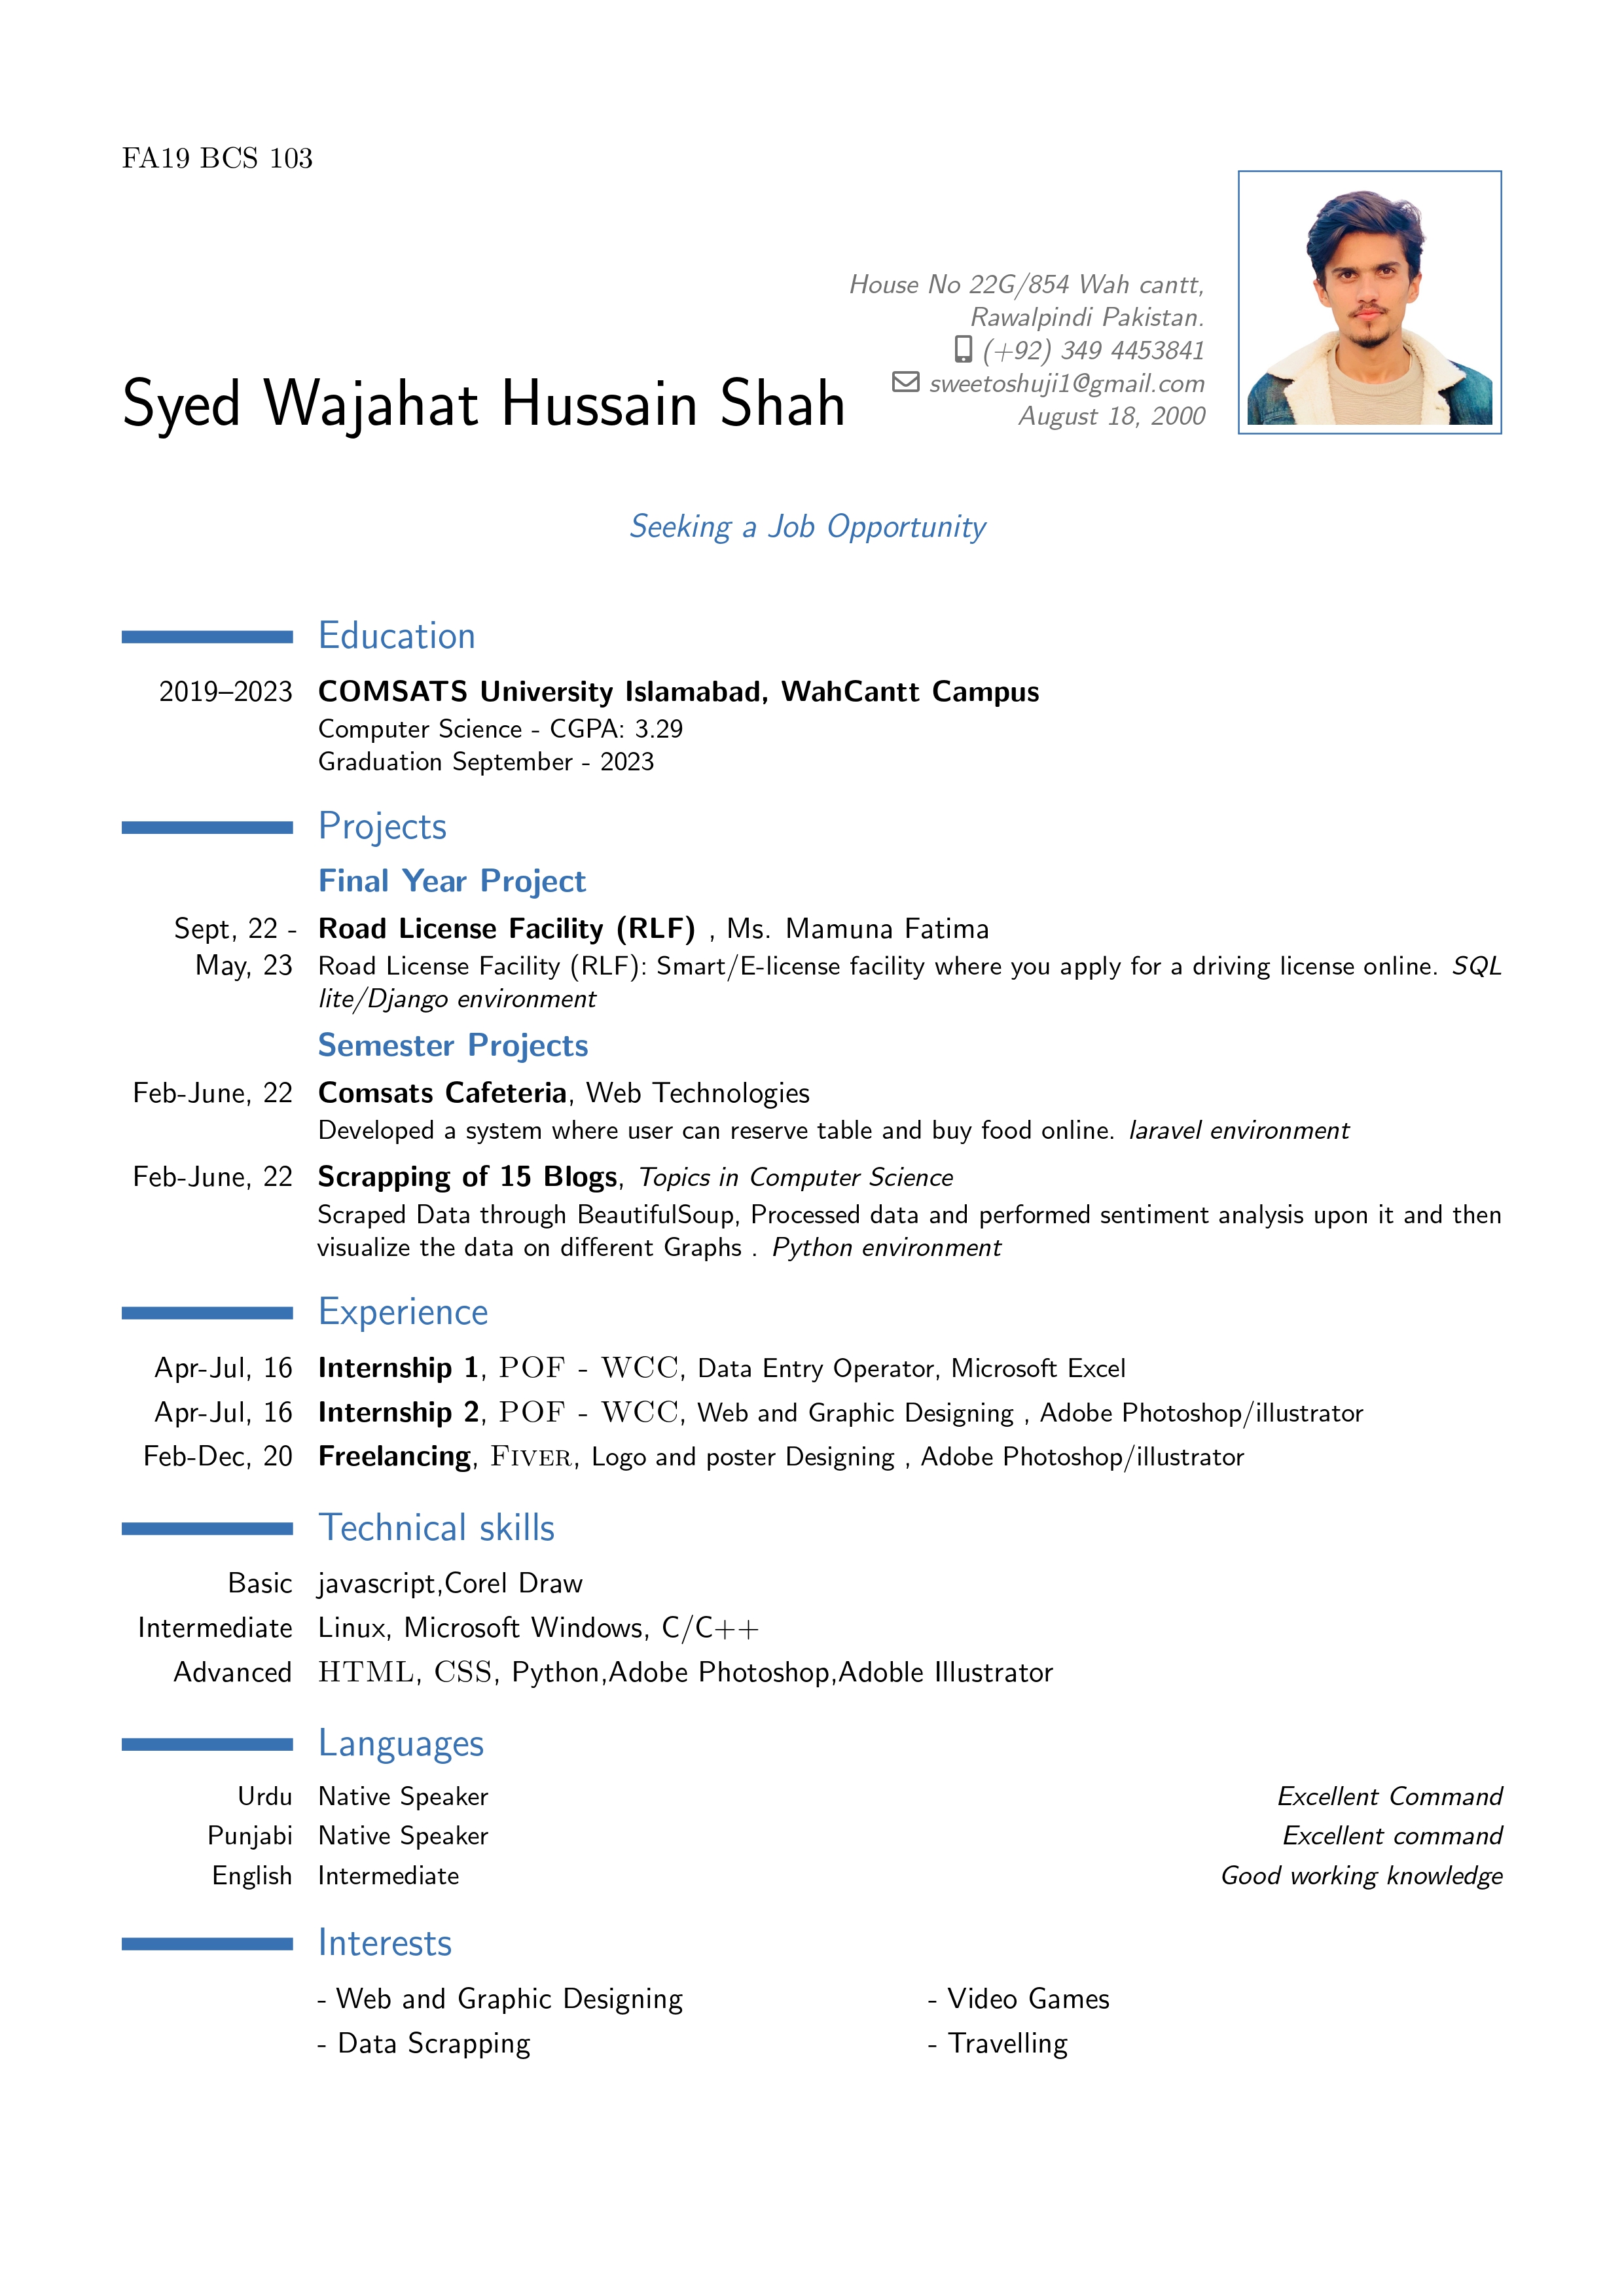 FA19 BCS 103
House No 22G/854 Wah cantt,
Rawalpindi Pakistan.
(+92) 349 4453841
sweetoshuji1@gmail.com
August 18, 2000
Syed Wajahat Hussain Shah
Seeking a Job Opportunity
Education
2019–2023 COMSATS University Islamabad, WahCantt Campus
Computer Science - CGPA: 3.29
Graduation September - 2023
Projects
Final Year Project
Sept, 22 - Road License Facility (RLF) , Ms. Mamuna Fatima
May, 23 Road License Facility (RLF): Smart/E-license facility where you apply for a driving license online. SQL
lite/Django environment
Semester Projects
Feb-June, 22 Comsats Cafeteria, Web Technologies
Developed a system where user can reserve table and buy food online. laravel environment
Feb-June, 22 Scrapping of 15 Blogs, Topics in Computer Science
Scraped Data through BeautifulSoup, Processed data and performed sentiment analysis upon it and then
visualize the data on different Graphs . Python environment
Experience
Apr-Jul, 16 Internship 1, POF - WCC, Data Entry Operator, Microsoft Excel
Apr-Jul, 16 Internship 2, POF - WCC, Web and Graphic Designing , Adobe Photoshop/illustrator
Feb-Dec, 20 Freelancing, Fiver, Logo and poster Designing , Adobe Photoshop/illustrator
Technical skills
Basic javascript,Corel Draw
Intermediate Linux, Microsoft Windows, C/C++
Advanced HTML, CSS, Python,Adobe Photoshop,Adoble Illustrator
Languages
Urdu Native Speaker Excellent Command
Punjabi Native Speaker Excellent command
English Intermediate Good working knowledge
Interests
- Web and Graphic Designing - Video Games
- Data Scrapping - Travelling